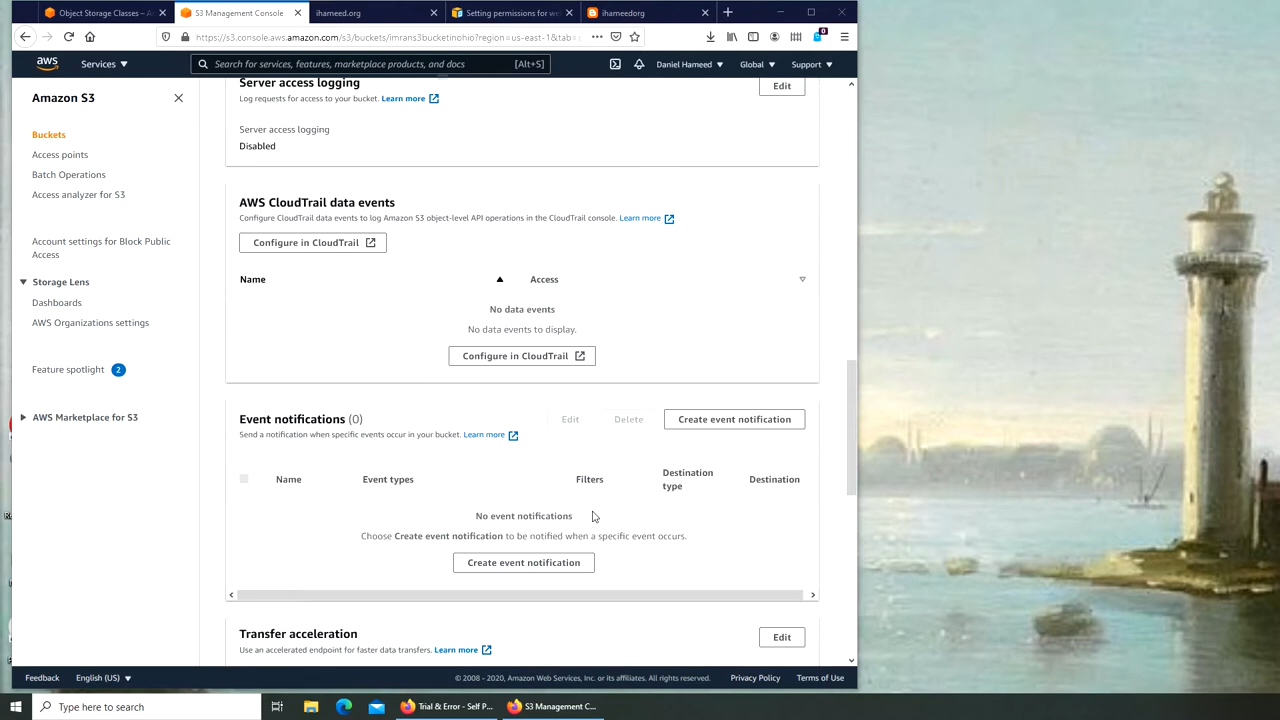 Object Storage Classes – A
S3 Management Console
ihameed.org
Setting permissions for we
ihameedorg
https://s3.console.aws.amazon.com/s3/buckets/imrans3bucketinohio?region=us-east-1&tab=
aws
Services
Search for services, features, marketplace products, and docs
[Alt+S]
Daniel Hameed
Global
Support
Amazon S3
Buckets
Access points
Batch Operations
Access analyzer for S3
Account settings for Block Public
Access
Storage Lens
Dashboards
AWS Organizations settings
Feature spotlight 2
AWS Marketplace for S3
Server access logging
Edit
Log requests for access to your bucket. Learn more
Server access logging
Disabled
AWS CloudTrail data events
Configure CloudTrail data events to log Amazon S3 object-level API operations in the CloudTrail console. Learn more
Configure in CloudTrail
Name
Access
No data events
No data events to display.
Configure in CloudTrail
Event notifications (0)
Edit
Delete
Create event notification
Send a notification when specific events occur in your bucket. Learn more
Name
Event types
Filters
Destination
type
Destination
No event notifications
Choose Create event notification to be notified when a specific event occurs.
Create event notification
Transfer acceleration
Edit
Use an accelerated endpoint for faster data transfers. Learn more
Feedback
English (US)
© 2008 - 2020, Amazon Web Services, Inc. or its affiliates. All rights reserved.
Privacy Policy
Terms of Use
Type here to search
Trial & Error - Self P...
S3 Management C...